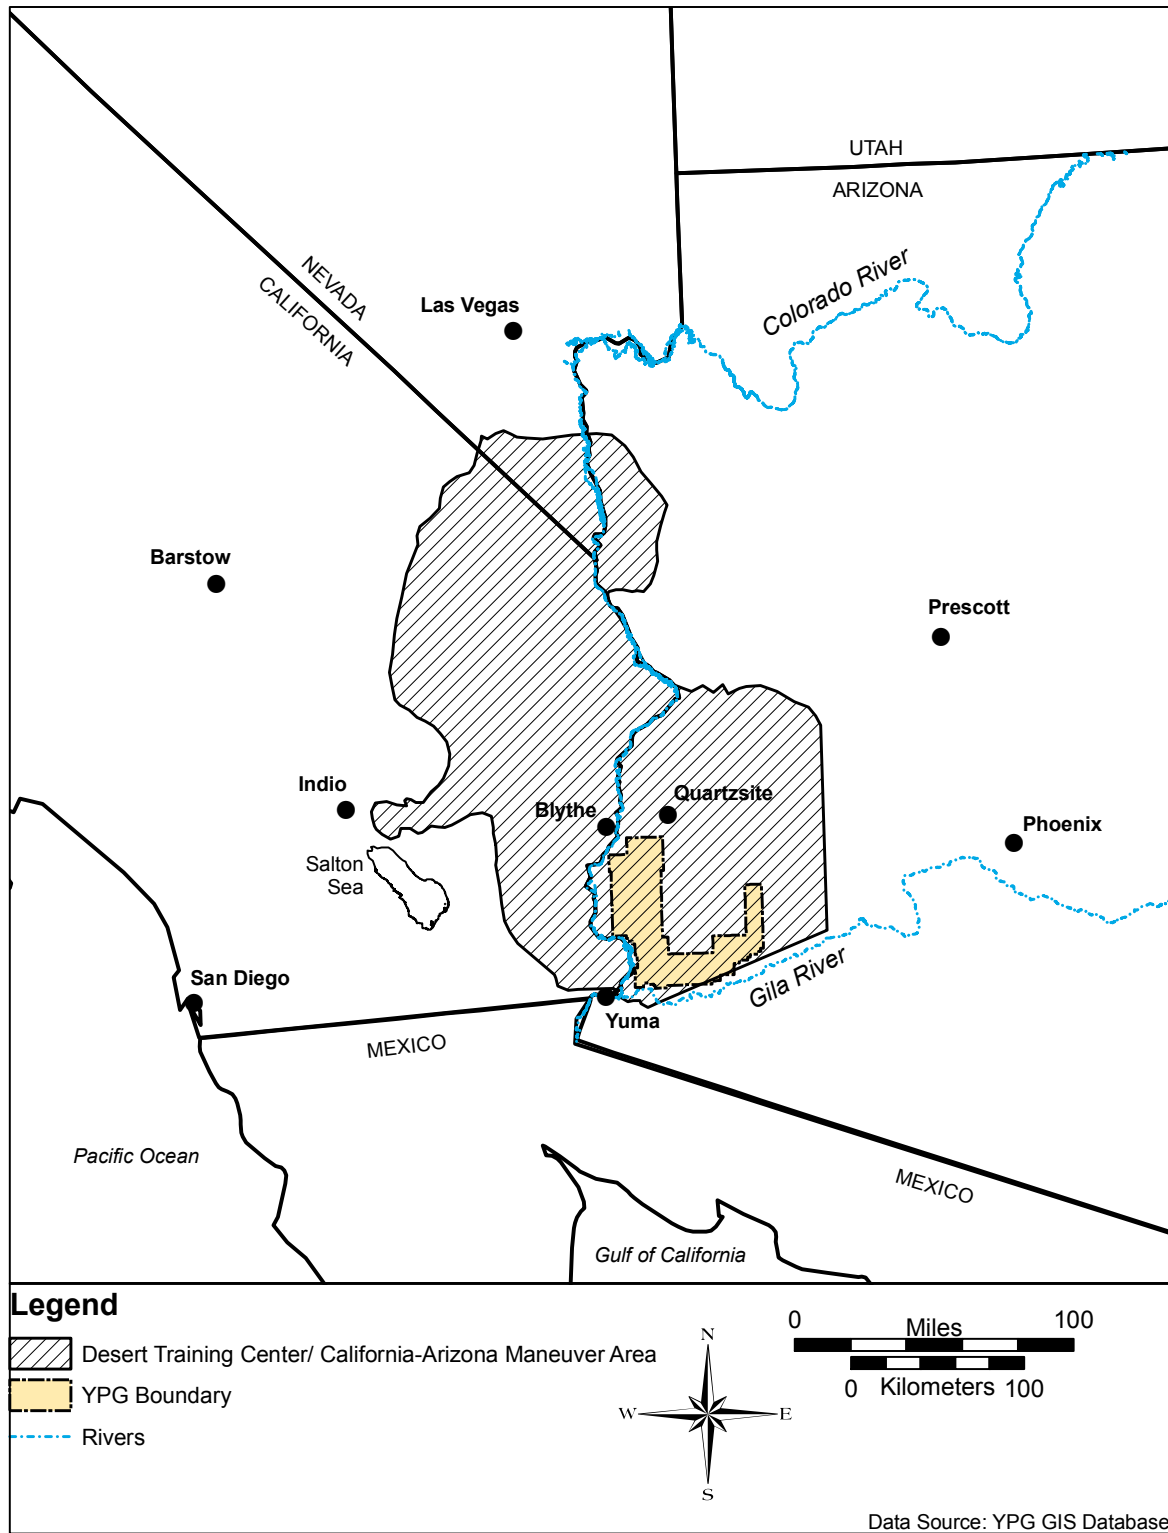 UTAH
ARIZONA
Colorado River
NEVADA
CALIFORNIA
Las Vegas
Barstow
Prescott
Indio
Blythe
Quartzsite
Phoenix
Salton
Sea
San Diego
Gila River
Yuma
MEXICO
Pacific Ocean
MEXICO
Gulf of California
Legend
Desert Training Center/ California-Arizona Maneuver Area
YPG Boundary
Rivers
N
W
E
S
0
100
Miles
Kilometers
0
100
Data Source: YPG GIS Database